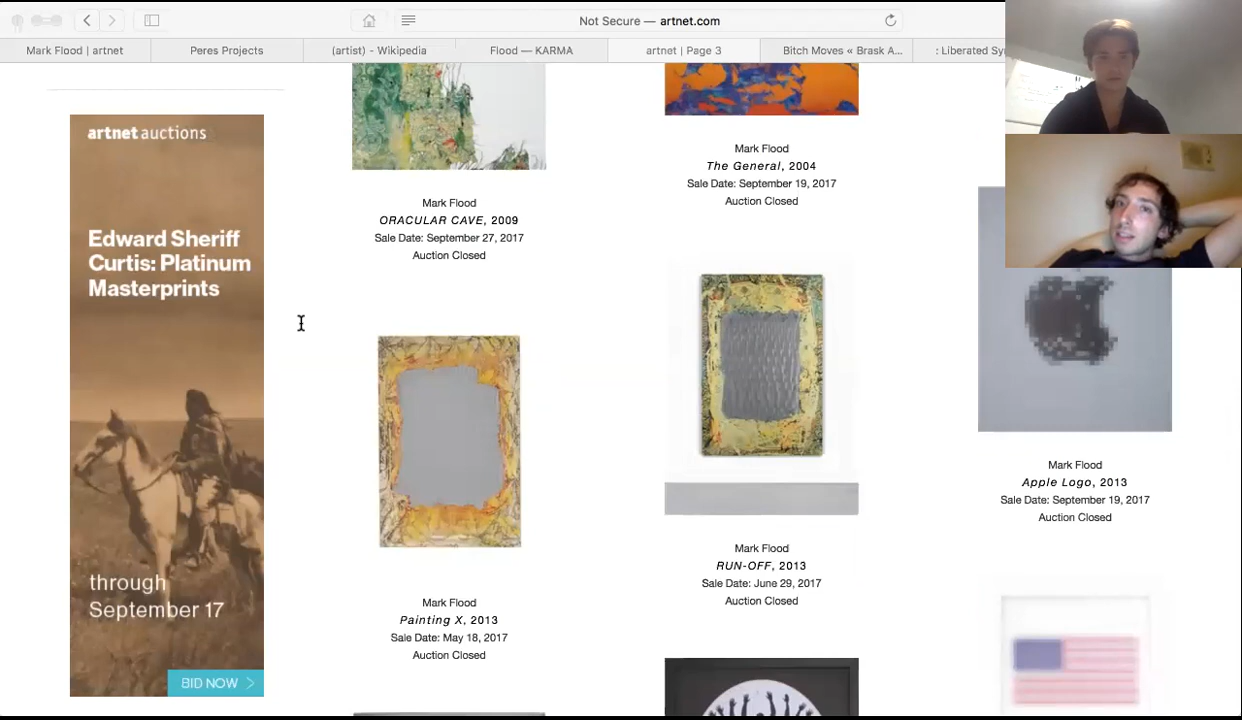 Not Secure — artnet.com
Mark Flood | artnet
Peres Projects
(artist) - Wikipedia
Flood — KARMA
artnet | Page 3
Bitch Moves « Brask A...
: Liberated Sy
artnet auctions
Edward Sheriff
Curtis: Platinum
Masterprints
through
September 17
BID NOW >
Mark Flood
ORACULAR CAVE, 2009
Sale Date: September 27, 2017
Auction Closed
Mark Flood
Painting X, 2013
Sale Date: May 18, 2017
Auction Closed
Mark Flood
The General, 2004
Sale Date: September 19, 2017
Auction Closed
Mark Flood
RUN-OFF, 2013
Sale Date: June 29, 2017
Auction Closed
Mark Flood
Apple Logo, 2013
Sale Date: September 19, 2017
Auction Closed